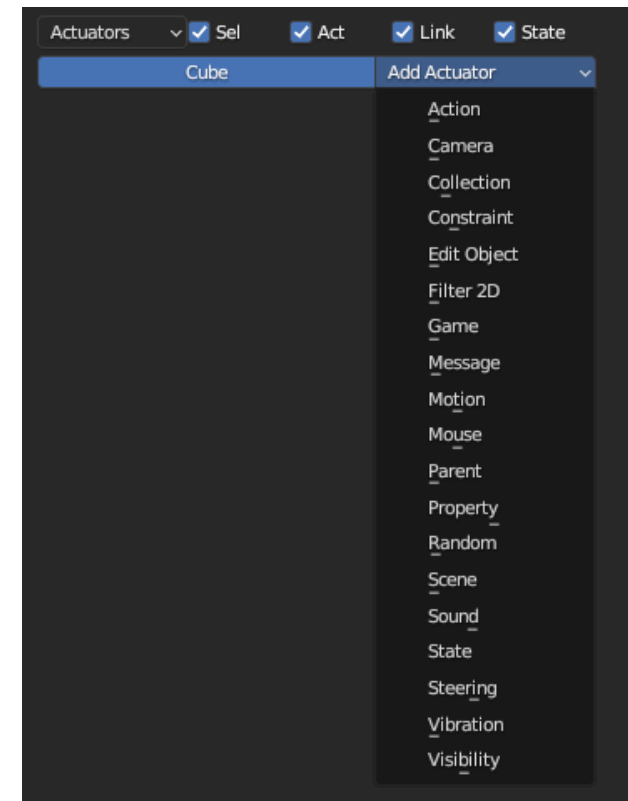 Actuators Sel Act Link State
Cube Add Actuator
Action
Camera
Collection
Constraint
Edit Object
Filter 2D
Game
Message
Motion
Mouse
Parent
Property
Random
Scene
Sound
State
Steering
Vibration
Visibility